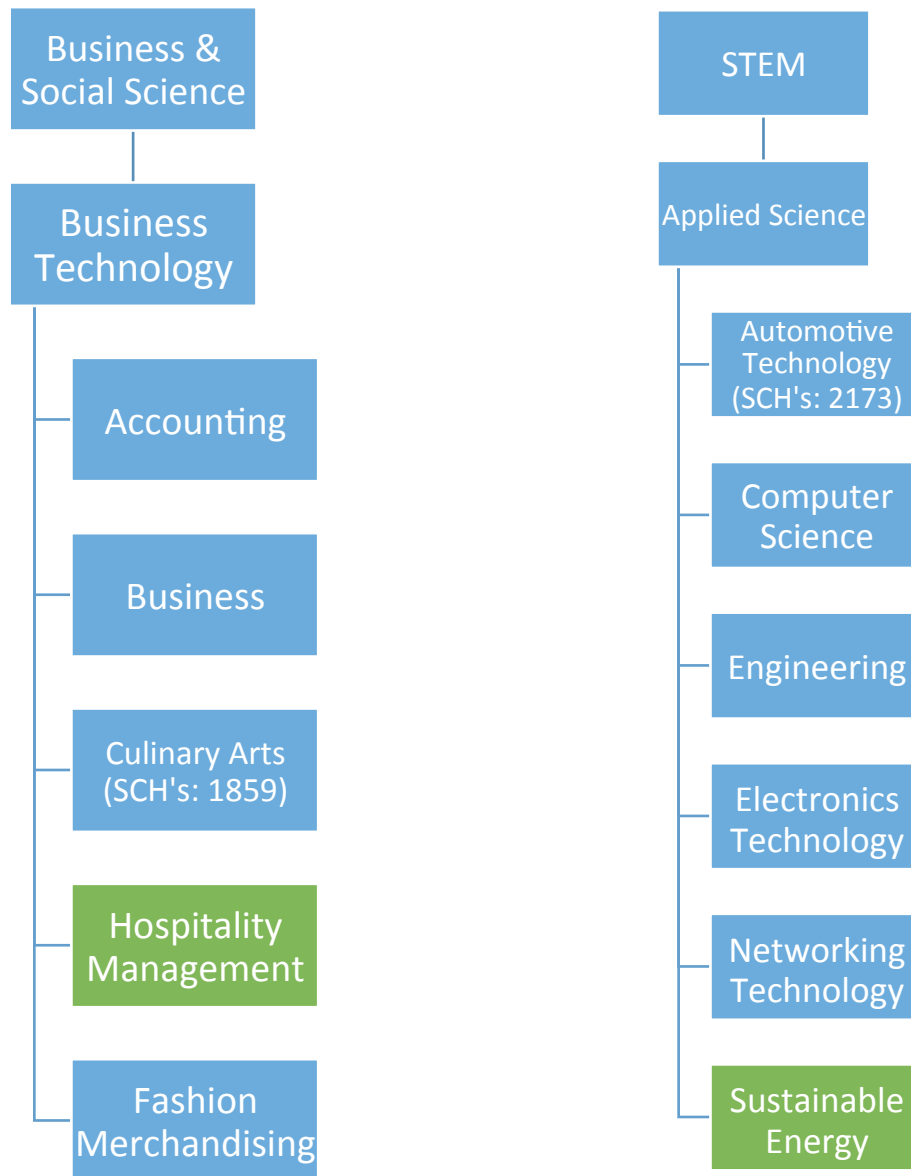 Business &
Social Science
Business
Technology
Accounting
Business
Culinary Arts
(SCH's: 1859)
Hospitality
Management
Fashion
Merchandising
STEM
Applied Science
Automotive
Technology
(SCH's: 2173)
Computer
Science
Engineering
Electronics
Technology
Networking
Technology
Sustainable
Energy